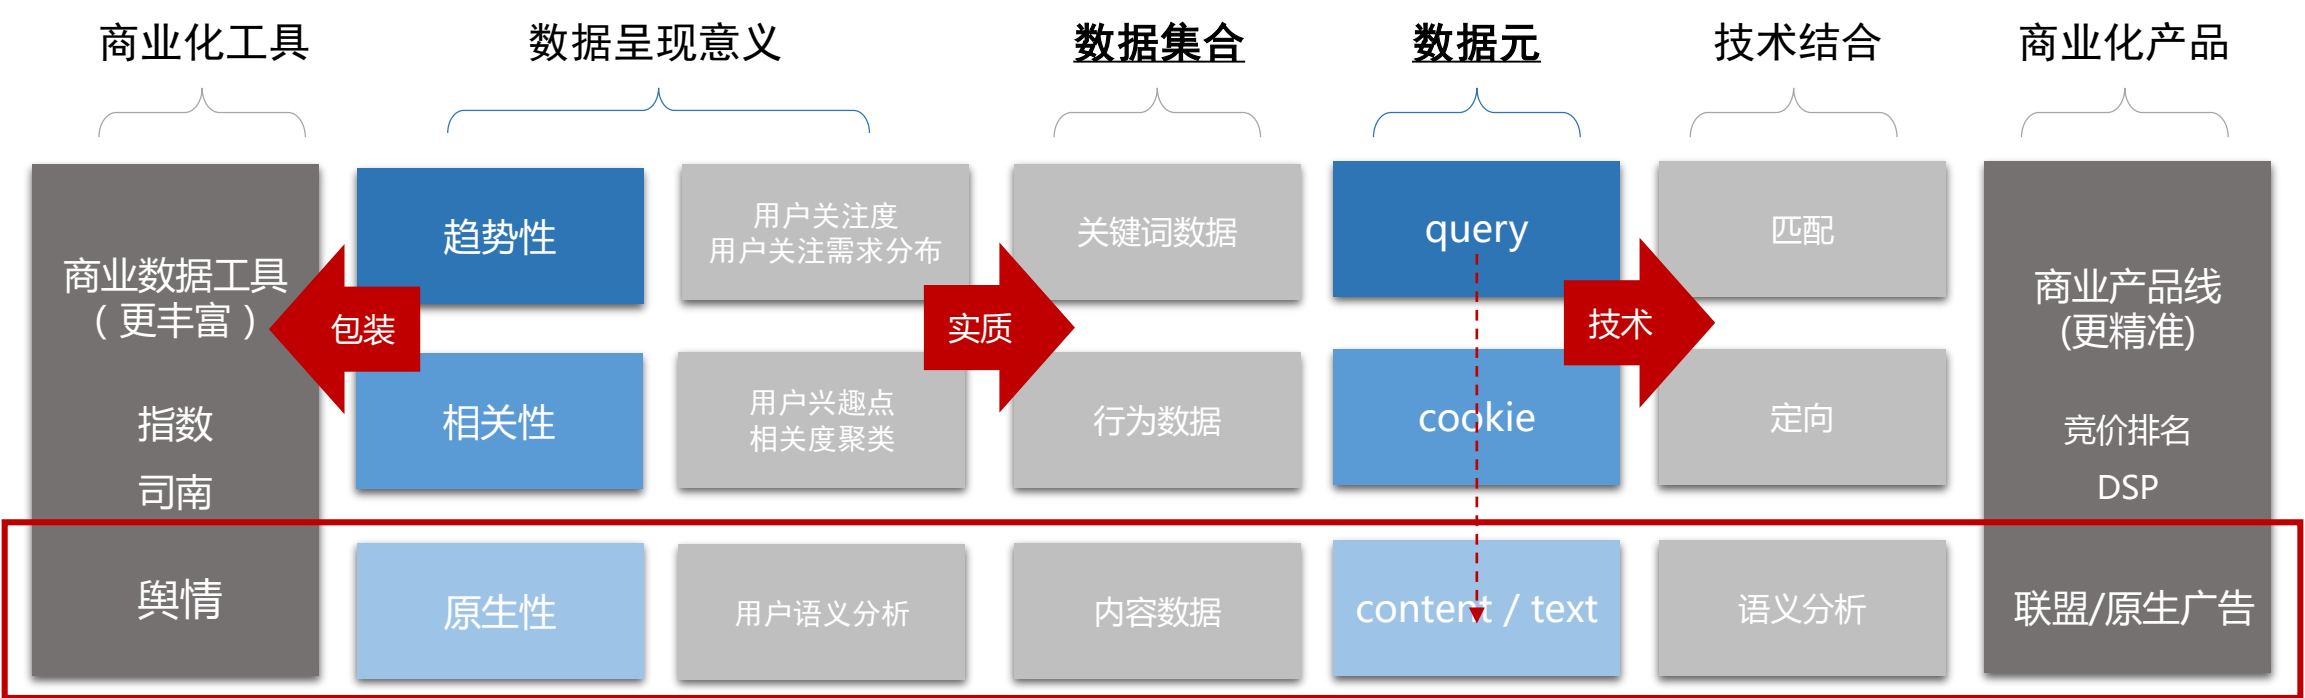 商业化工具
数据呈现意义
数据集合
数据元
技术结合
商业化产品
商业数据工具
（更丰富）
指数
司南
舆情
包装
趋势性
用户关注度
用户关注需求分布
关键词数据
query
匹配
实质
技术
相关性
用户兴趣点
相关度聚类
行为数据
cookie
定向
原生性
用户语义分析
内容数据
content / text
语义分析
商业产品线
(更精准)
竞价排名
DSP
联盟/原生广告